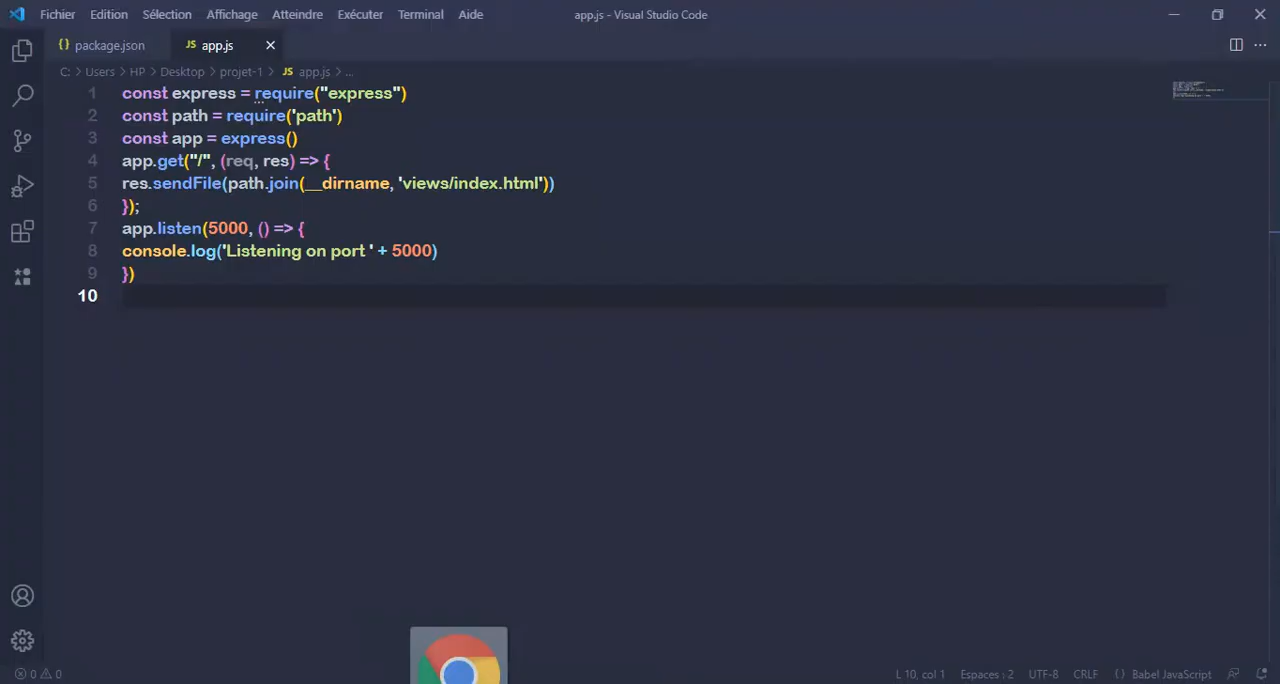 Fichier Edition Sélection Affichage Atteindre Exécuter Terminal Aide app.js - Visual Studio Code
{} package.json JS app.js
C: > Users > HP > Desktop > projet-1 > JS app.js > ...
1 const express = require("express")
2 const path = require('path')
3 const app = express()
4 app.get("/", (req, res) => {
5 res.sendFile(path.join(__dirname, 'views/index.html'))
6 });
7 app.listen(5000, () => {
8 console.log('Listening on port ' + 5000)
9 })
10
0 0 L 10, col 1 Espaces : 2 UTF-8 CRLF {} Babel JavaScript